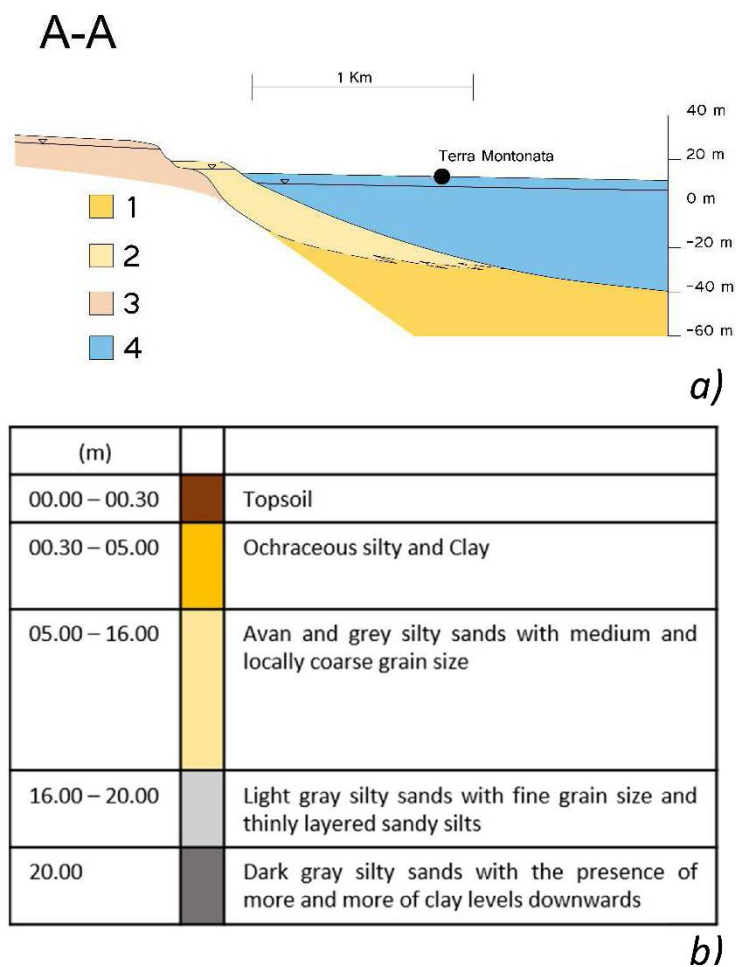 A-A
1 Km
40 m
Terra Montonata
20 m
0 m
-20 m
-40 m
-60 m
1
2
3
4
a)
(m)
00.00 – 00.30 Topsoil
00.30 – 05.00 Ochraceous silty and Clay
05.00 – 16.00 Avan and grey silty sands with medium and
locally coarse grain size
16.00 – 20.00 Light gray silty sands with fine grain size and
thinly layered sandy silts
20.00 Dark gray silty sands with the presence of
more and more of clay levels downwards
b)